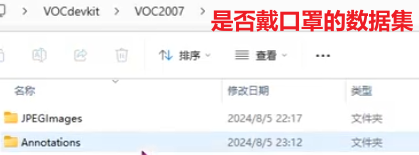 VOCdevkit > VOC2007 >
是否戴口罩的数据集
排序 查看 •••
名称 修改日期 类型
JPEGImages 2024/8/5 22:17 文件夹
Annotations 2024/8/5 23:12 文件夹